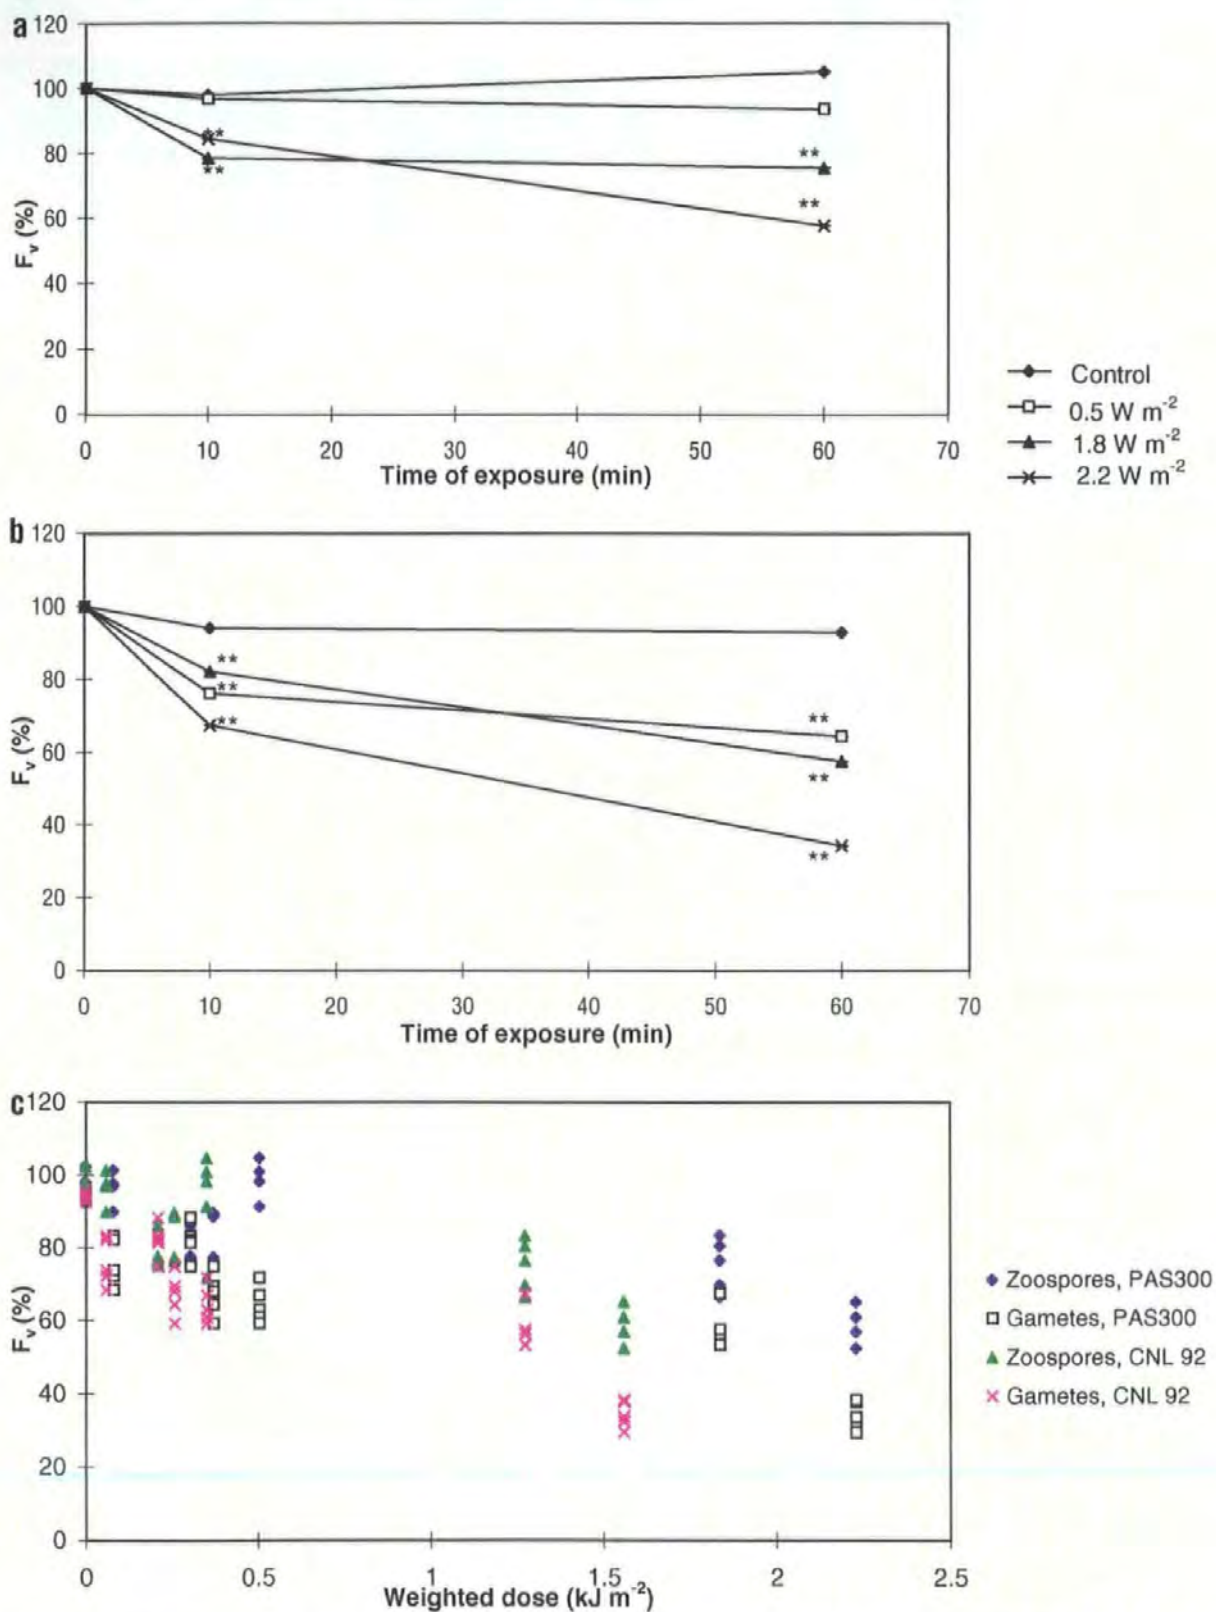 a
120
100
80
60
40
20
0
F_v (%)
**
**
**
**
0 10 20 30 40 50 60 70
Time of exposure (min)
Control
0.5 W m⁻²
1.8 W m⁻²
2.2 W m⁻²
b
120
100
80
60
40
20
0
F_v (%)
**
**
**
**
**
**
0 10 20 30 40 50 60 70
Time of exposure (min)
c
120
100
80
60
40
20
0
F_v (%)
0 0.5 1 1.5 2 2.5
Weighted dose (kJ m⁻²)
Zoospores, PAS300
Gametes, PAS300
Zoospores, CNL 92
Gametes, CNL 92